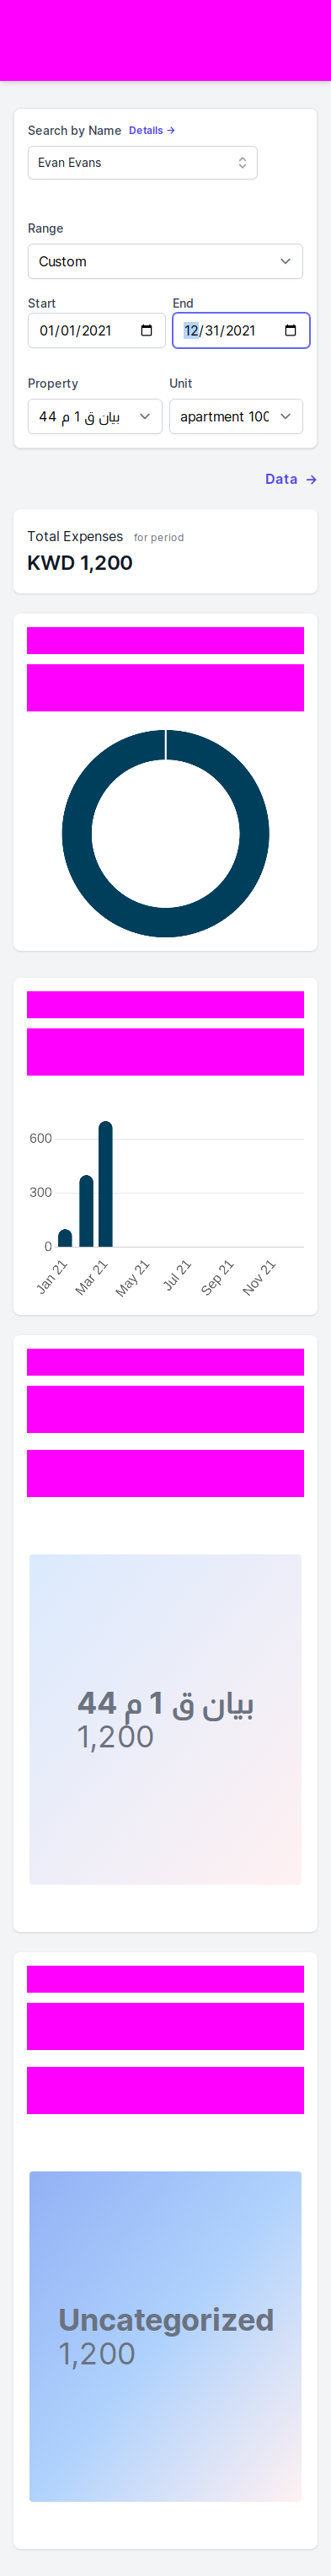 Search by Name Details →
Evan Evans
Range
Custom
Start End
01/01/2021 12/31/2021
Property Unit
بيان ق 1 م 44 apartment 100
Data →
Total Expenses for period
KWD 1,200
600
300
0
Jan 21 Mar 21 May 21 Jul 21 Sep 21 Nov 21
بيان ق 1 م 44
1,200
Uncategorized
1,200